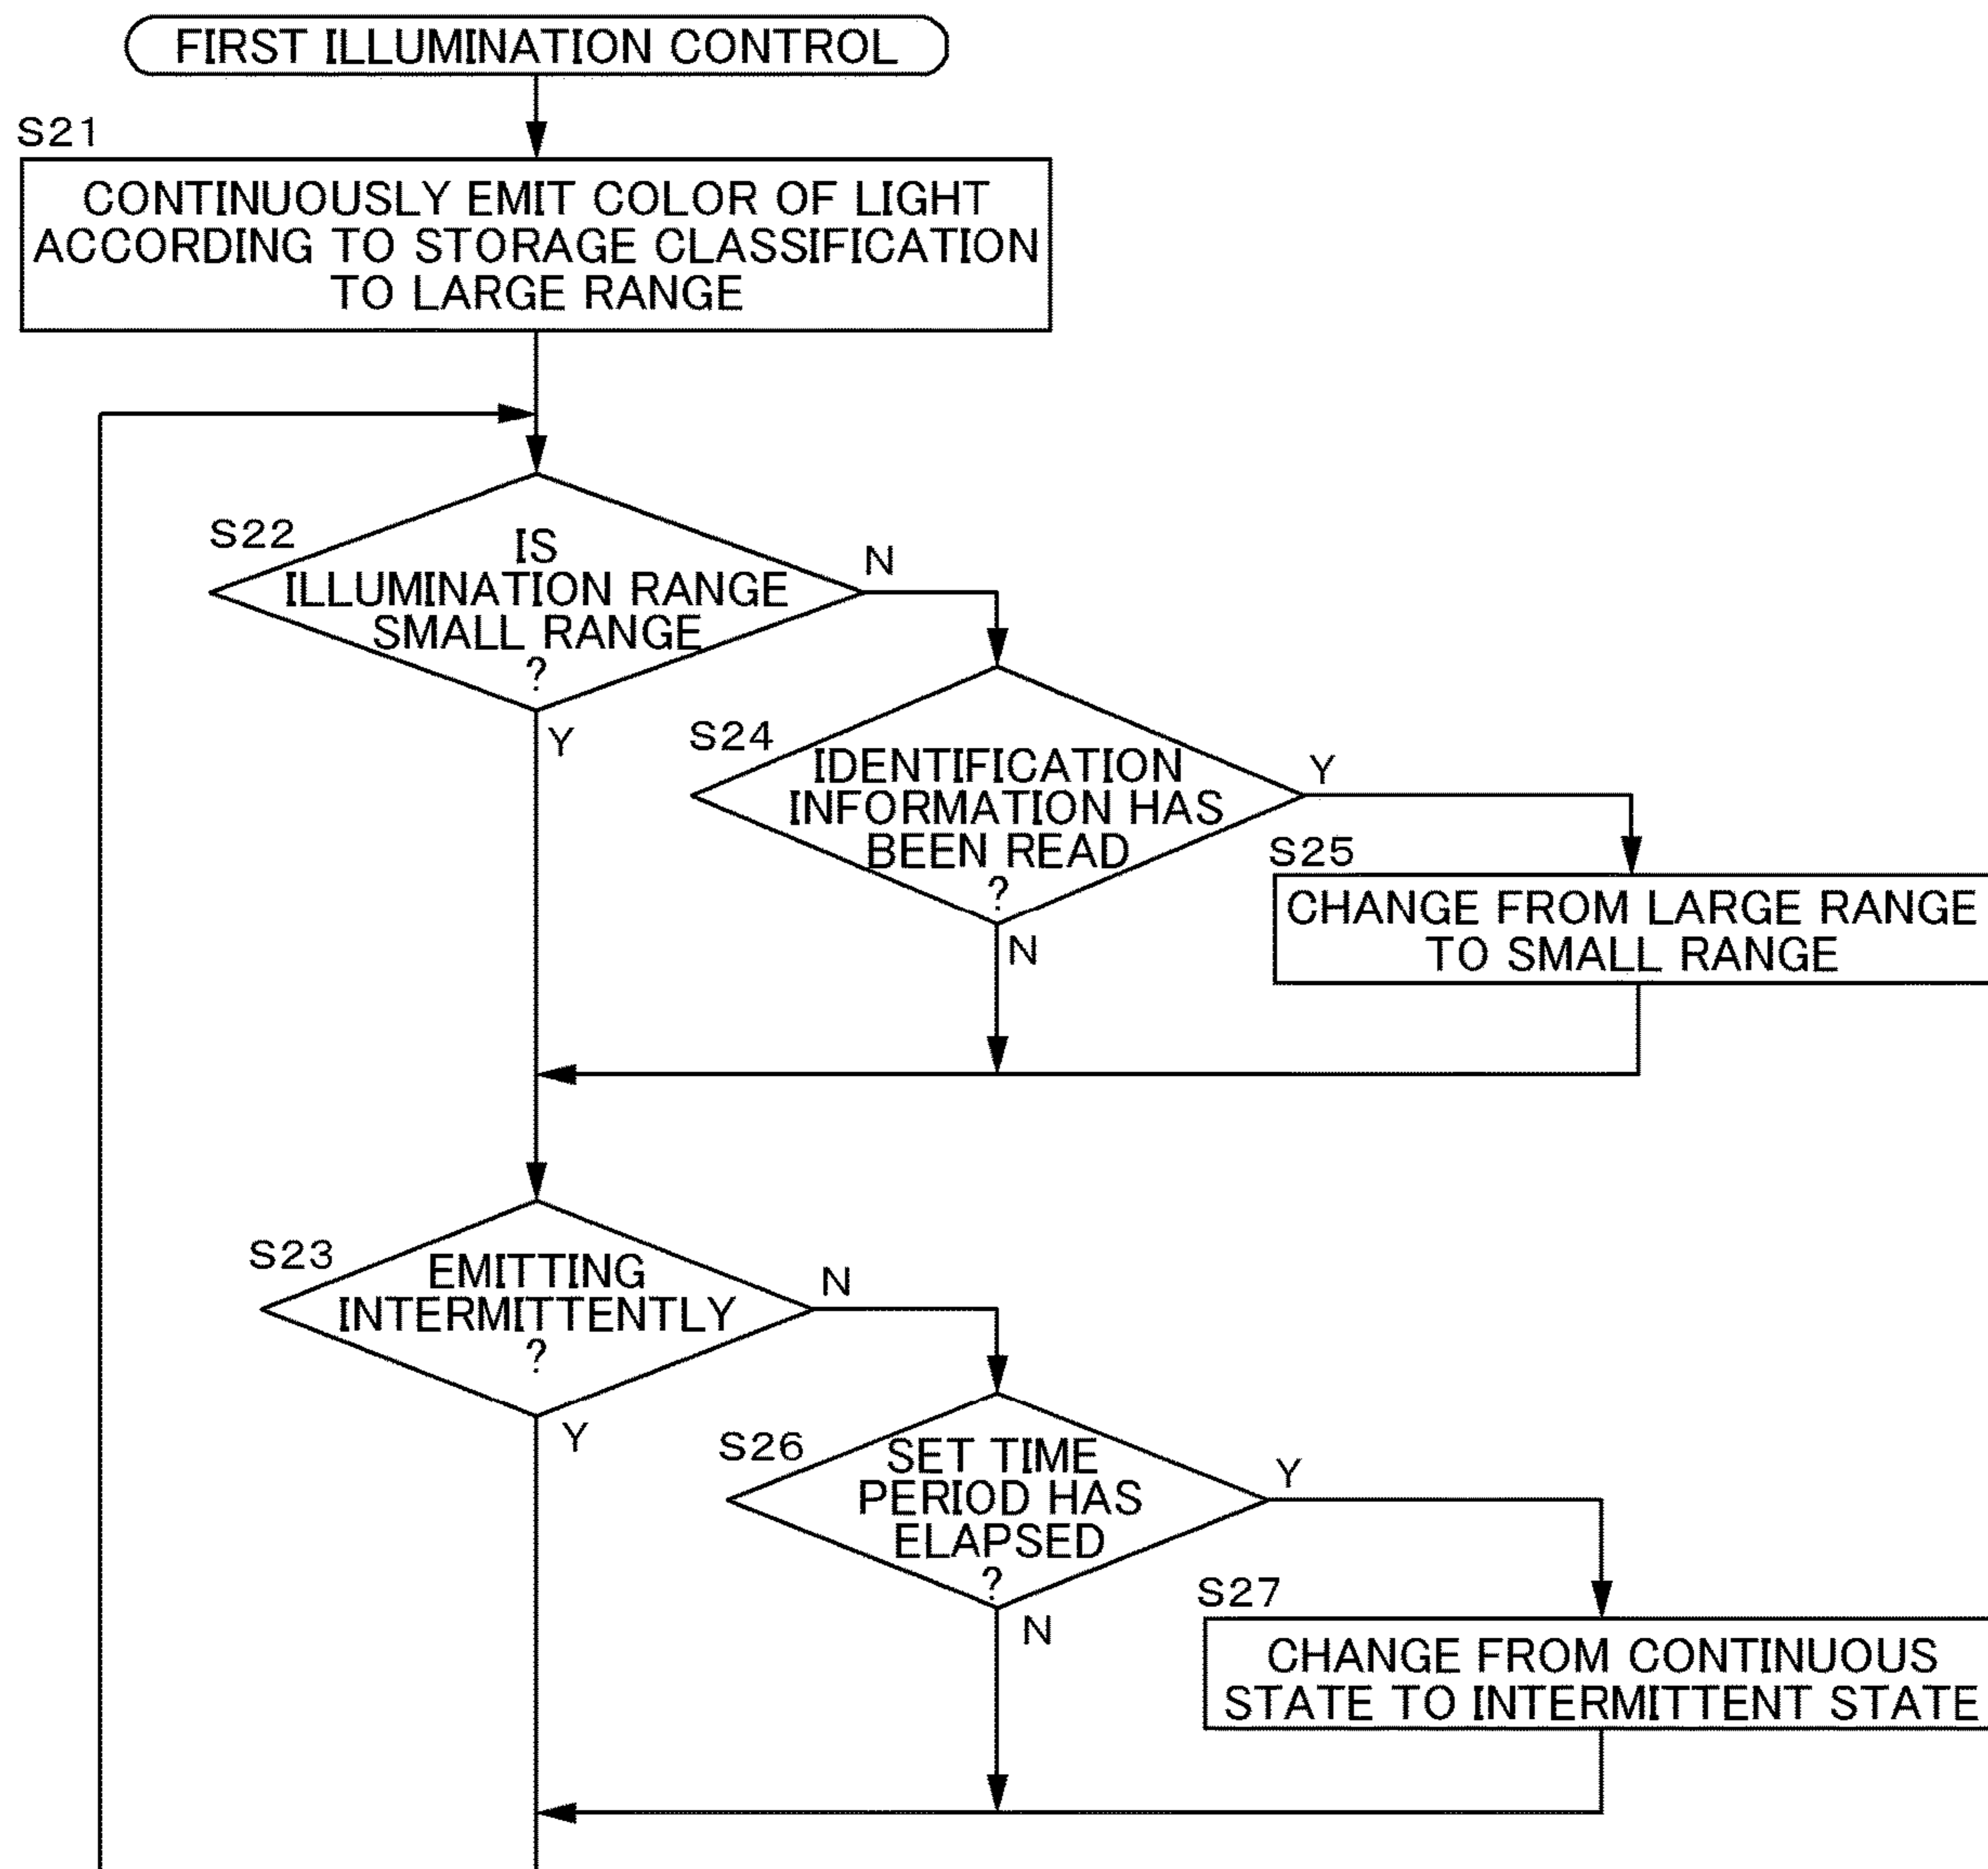 FIRST ILLUMINATION CONTROL
S21
CONTINUOUSLY EMIT COLOR OF LIGHT
ACCORDING TO STORAGE CLASSIFICATION
TO LARGE RANGE
S22
IS
ILLUMINATION RANGE
SMALL RANGE
?
N
Y
S24
IDENTIFICATION
INFORMATION HAS
BEEN READ
?
Y
N
S25
CHANGE FROM LARGE RANGE
TO SMALL RANGE
S23
EMITTING
INTERMITTENTLY
?
N
Y
S26
SET TIME
PERIOD HAS
ELAPSED
?
Y
N
S27
CHANGE FROM CONTINUOUS
STATE TO INTERMITTENT STATE